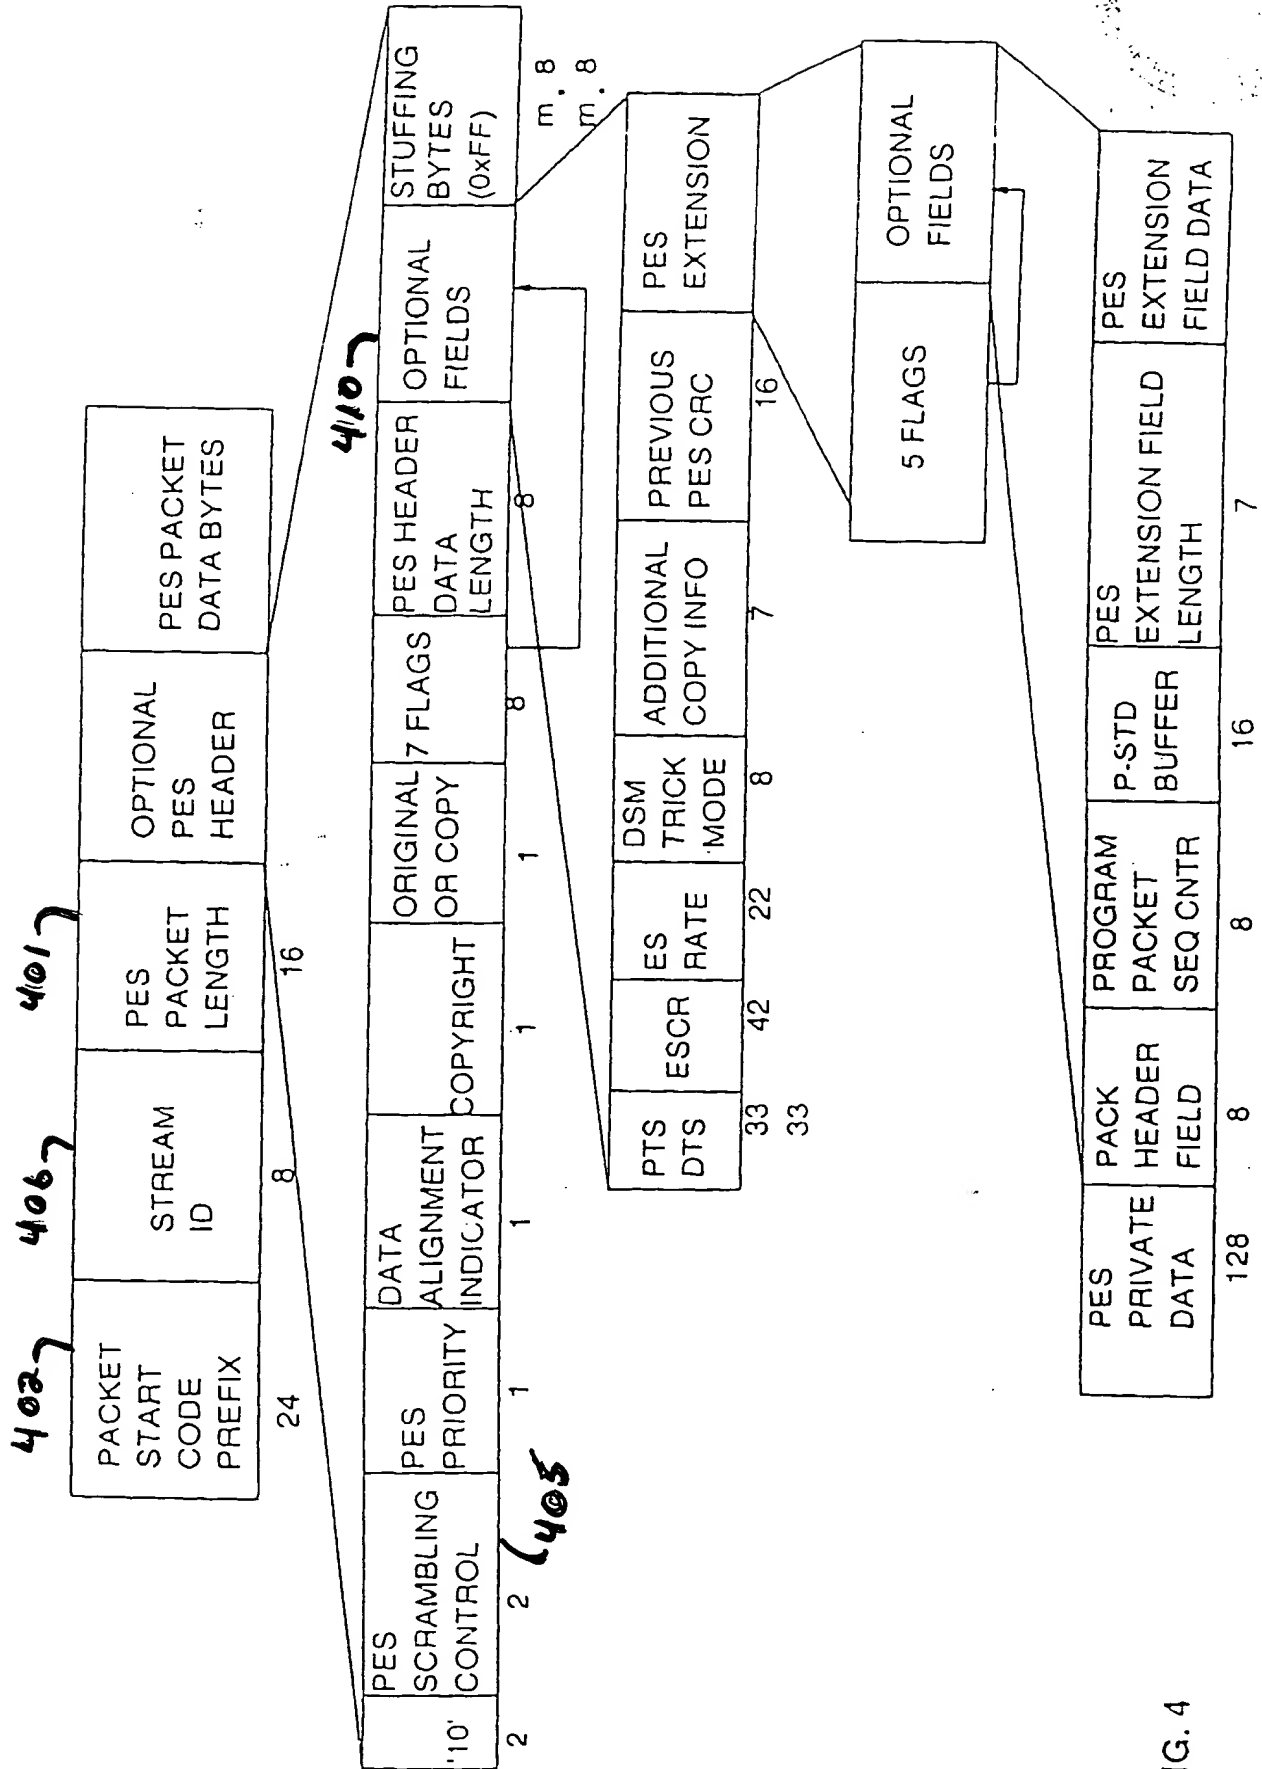 402
406
401
PACKET
START
CODE
PREFIX
STREAM
ID
PES
PACKET
LENGTH
OPTIONAL
PES
HEADER
PES PACKET
DATA BYTES
24
8
16
4110
'10'
PES
SCRAMBLING
CONTROL
PES
PRIORITY
DATA
ALIGNMENT
INDICATOR
COPYRIGHT
ORIGINAL
OR COPY
7 FLAGS
PES HEADER
DATA
LENGTH
OPTIONAL
FIELDS
STUFFING
BYTES
(0xFF)
2
2
1
1
1
1
8
8
m . 8
m . 8
405
PTS
DTS
ESCR
ES
RATE
DSM
TRICK
MODE
ADDITIONAL
COPY INFO
PREVIOUS
PES CRC
PES
EXTENSION
33
33
42
22
8
7
16
5 FLAGS
OPTIONAL
FIELDS
PES
PRIVATE
DATA
PACK
HEADER
FIELD
PROGRAM
PACKET
SEQ CNTR
P-STD
BUFFER
PES
EXTENSION FIELD
LENGTH
PES
EXTENSION
FIELD DATA
128
8
8
16
7
IG. 4